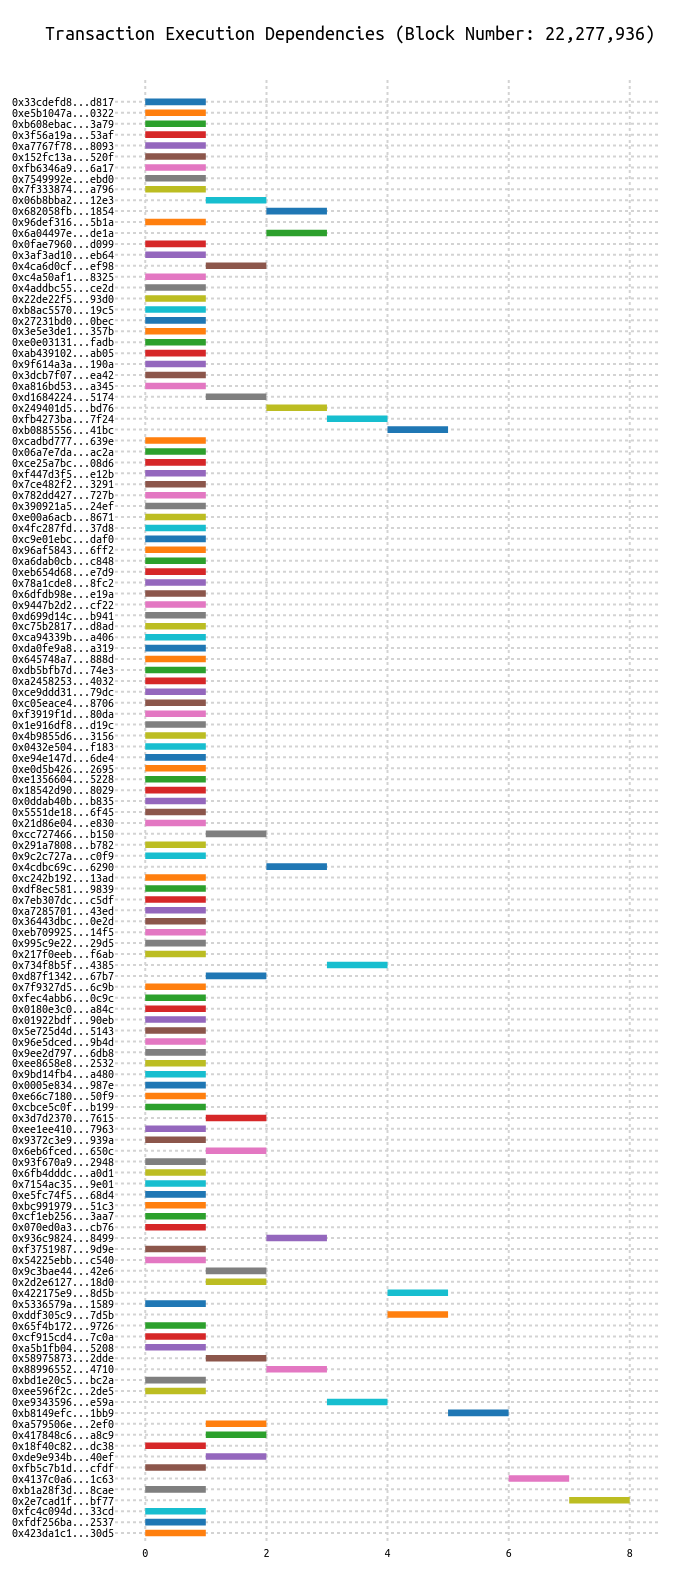 Transaction Execution Dependencies (Block Number: 22,277,936)
0x33cdefd8...d817
0xe5b1047a...0322
0xb608ebac...3a79
0x3f56a19a...53af
0xa7767f78...8093
0x152fc13a...520f
0xfb6346a9...6a17
0x7549992e...ebd0
0x7f333874...a796
0x06b8bba2...12e3
0x682058fb...1854
0x96def316...5b1a
0x6a04497e...de1a
0x0fae7960...d099
0x3af3ad10...eb64
0x4ca6d0cf...ef98
0xc4a50af1...8325
0x4addbc55...ce2d
0x22de22f5...93d0
0xb8ac5570...19c5
0x27231bd0...0bec
0x3e5e3de1...357b
0xe0e03131...fadb
0xab439102...ab05
0x9f614a3a...190a
0x3dcb7f07...ea42
0xa816bd53...a345
0xd1684224...5174
0x249401d5...bd76
0xfb4273ba...7f24
0xb0885556...41bc
0xcadbd777...639e
0x06a7e7da...ac2a
0xce25a7bc...08d6
0xf447d3f5...e12b
0x7ce482f2...3291
0x782dd427...727b
0x390921a5...24ef
0xe00a6acb...8671
0x4fc287fd...37d8
0xc9e01ebc...daf0
0x96af5843...6ff2
0xa6dab0cb...c848
0xeb654d68...e7d9
0x78a1cde8...8fc2
0x6dfdb98e...e19a
0x9447b2d2...cf22
0xd699d14c...b941
0xc75b2817...d8ad
0xca94339b...a406
0xda0fe9a8...a319
0x645748a7...888d
0xdb5bfb7d...74e3
0xa2458253...4032
0xce9ddd31...79dc
0xc05eace4...8706
0xf3919f1d...80da
0x1e916df8...d19c
0x4b9855d6...3156
0x0432e504...f183
0xe94e147d...6de4
0xe0d5b426...2695
0xe1356604...5228
0x18542d90...8029
0x0ddab40b...b835
0x5551de18...6f45
0x21d86e04...e830
0xcc727466...b150
0x291a7808...b782
0x9c2c727a...c0f9
0x4cdbc69c...6290
0xc242b192...13ad
0xdf8ec581...9839
0x7eb307dc...c5df
0xa7285701...43ed
0x36443dbc...0e2d
0xeb709925...14f5
0x995c9e22...29d5
0x217f0eeb...f6ab
0x734f8b5f...4385
0xd87f1342...67b7
0x7f9327d5...6c9b
0xfec4abb6...0c9c
0x0180e3c0...a84c
0x01922bdf...90eb
0x5e725d4d...5143
0x96e5dced...9b4d
0x9ee2d797...6db8
0xee8658e8...2532
0x9bd14fb4...a480
0x0005e834...987e
0xe66c7180...50f9
0xcbce5c0f...b199
0x3d7d2370...7615
0xee1ee410...7963
0x9372c3e9...939a
0x6eb6fced...650c
0x93f670a9...2948
0x6fb4dddc...a0d1
0x7154ac35...9e01
0xe5fc74f5...68d4
0xbc991979...51c3
0xcf1eb256...3aa7
0x070ed0a3...cb76
0x936c9824...8499
0xf3751987...9d9e
0x54225ebb...c540
0x9c3bae44...42e6
0x2d2e6127...18d0
0x422175e9...8d5b
0x5336579a...1589
0xddf305c9...7d5b
0x65f4b172...9726
0xcf915cd4...7c0a
0xa5b1fb04...5208
0x58975873...2dde
0x88996552...4710
0xbd1e20c5...bc2a
0xee596f2c...2de5
0xe9343596...e59a
0xb8149efc...1bb9
0xa579506e...2ef0
0x417848c6...a8c9
0x18f40c82...dc38
0xde9e934b...40ef
0xfb5c7b1d...cfdf
0x4137c0a6...1c63
0xb1a28f3d...8cae
0x2e7cad1f...bf77
0xfc4c094d...33cd
0xfdf256ba...2537
0x423da1c1...30d5
0 2 4 6 8